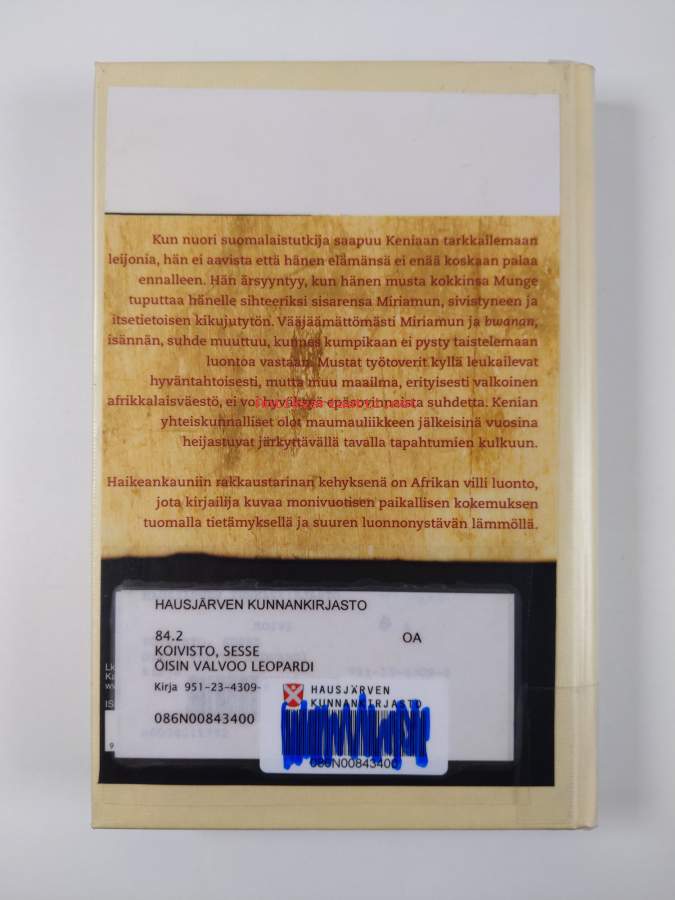 Kun nuori suomalaistutkija saapuu Keniaan tarkkailemaan
leijonia, hän ei aavista että hänen elämänsä ei enää koskaan palaa
ennalleen. Hän ärsyyntyy, kun hänen musta kokkinsa Munge
tuputtaa hänelle sihteeriksi sisarensa Miriamun, sivistyneen ja
itsetietoisen kikujutytön. Vääjäämättömästi Miriamun ja bwanan,
isännän, suhde muuttuu, kunnes kumpikaan ei pysty taistelemaan
luontoa vastaan. Mustat työtoverit kyllä leukailevat
hyväntahtoisesti, mutta muu maailma, erityisesti valkoinen
afrikkalaisväestö, ei voi hyväksyä epäsovinnaista suhdetta. Kenian
yhteiskunnalliset olot maumauliikkeen jälkeisinä vuosina
heijastuvat järkyttävällä tavalla tapahtumien kulkuun.
Haikeankauniin rakkaustarinan kehyksenä on Afrikan villi luonto,
jota kirjailija kuvaa monivuotisen paikallisen kokemuksen
tuomalla tietämyksellä ja suuren luonnonystävän lämmöllä.
HAUSJÄRVEN KUNNANKIRJASTO
84.2 OA
KOIVISTO, SESSE
ÖISIN VALVOO LEOPARDI
Kirja 951-23-4309-
086N00843400
HAUSJÄRVEN
KUNNANKIRJASTO
086N00843400